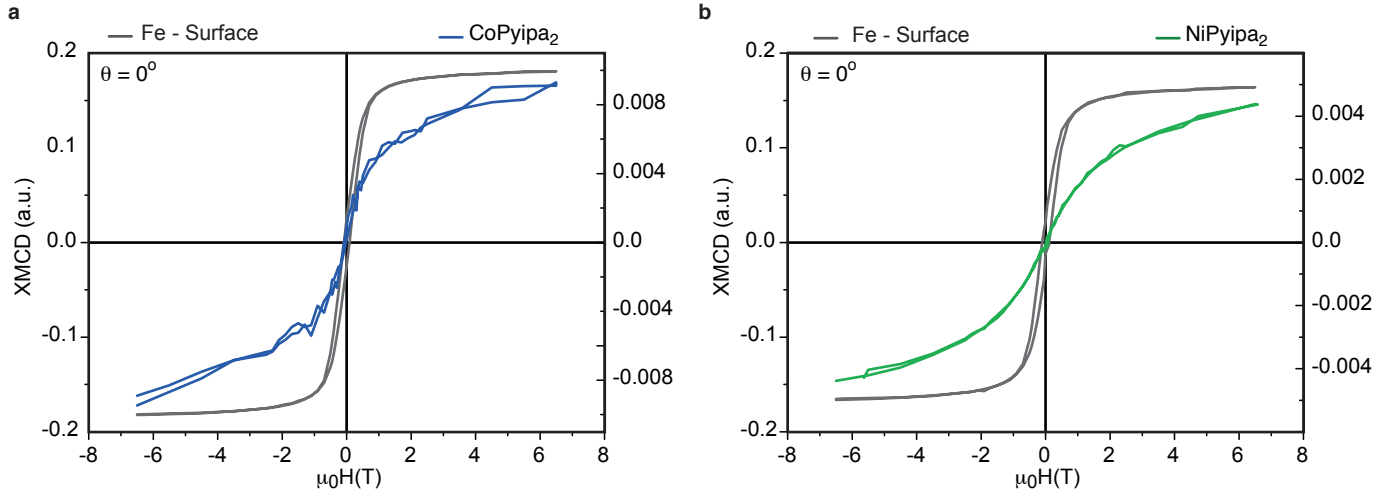 a
Fe - Surface
CoPyipa₂
θ = 0°
XMCD (a.u.)
0.2
0.1
0.0
-0.1
-0.2
0.008
0.004
0.0
-0.004
-0.008
-8 -6 -4 -2 0 2 4 6 8
μ₀H(T)
b
Fe - Surface
NiPyipa₂
θ = 0°
XMCD (a.u.)
0.2
0.1
0.0
-0.1
-0.2
0.004
0.002
0.0
-0.002
-0.004
-8 -6 -4 -2 0 2 4 6 8
μ₀H(T)